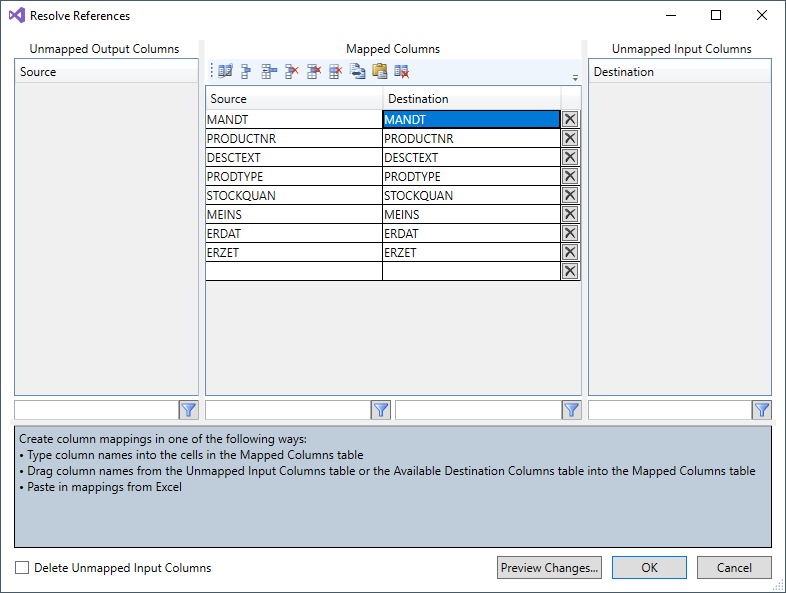 Resolve References
Unmapped Output Columns
Mapped Columns
Unmapped Input Columns
Source
Source Destination
Destination
MANDT MANDT
PRODUCTNR PRODUCTNR
DESCTEXT DESCTEXT
PRODTYPE PRODTYPE
STOCKQUAN STOCKQUAN
MEINS MEINS
ERDAT ERDAT
ERZET ERZET
Create column mappings in one of the following ways:
• Type column names into the cells in the Mapped Columns table
• Drag column names from the Unmapped Input Columns table or the Available Destination Columns table into the Mapped Columns table
• Paste in mappings from Excel
Delete Unmapped Input Columns
Preview Changes...
OK
Cancel